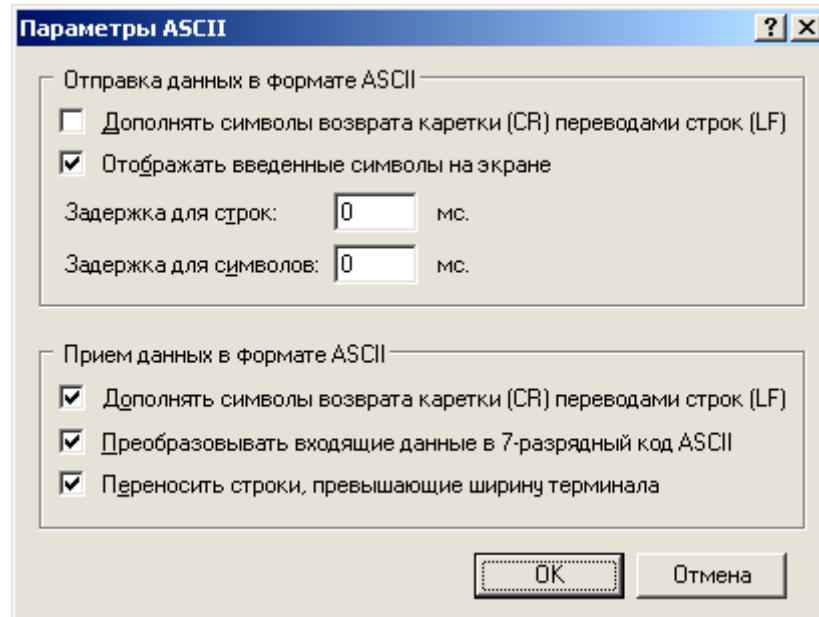 Параметры ASCII
Отправка данных в формате ASCII
Дополнять символы возврата каретки (CR) переводами строк (LF)
Отображать введенные символы на экране
Задержка для строк: 0 мс.
Задержка для символов: 0 мс.
Прием данных в формате ASCII
Дополнять символы возврата каретки (CR) переводами строк (LF)
Преобразовывать входящие данные в 7-разрядный код ASCII
Переносить строки, превышающие ширину терминала
OK Отмена